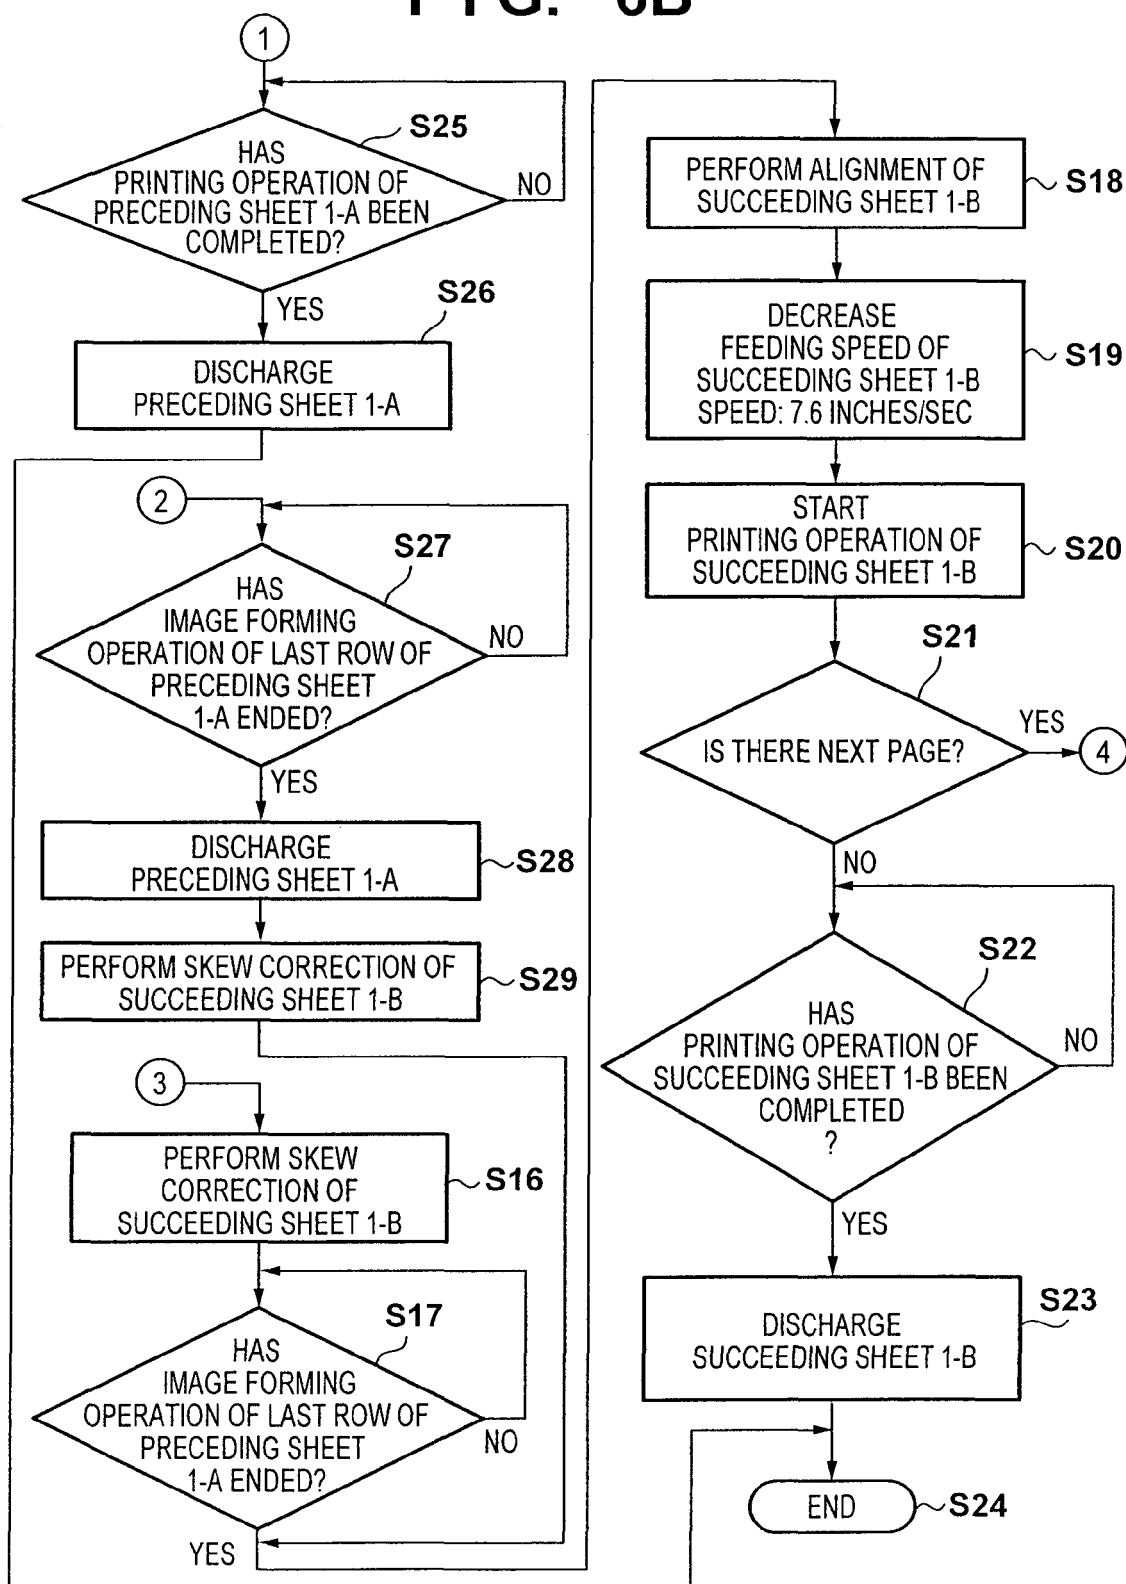 FIG. 6B
1
S25
HAS
PRINTING OPERATION OF
PRECEDING SHEET 1-A BEEN
COMPLETED?
NO
YES
S26
DISCHARGE
PRECEDING SHEET 1-A
2
S27
HAS
IMAGE FORMING
OPERATION OF LAST ROW OF
PRECEDING SHEET
1-A ENDED?
NO
YES
DISCHARGE
PRECEDING SHEET 1-A
S28
PERFORM SKEW CORRECTION OF
SUCCEEDING SHEET 1-B
S29
3
PERFORM SKEW
CORRECTION OF
SUCCEEDING SHEET 1-B
S16
S17
HAS
IMAGE FORMING
OPERATION OF LAST ROW OF
PRECEDING SHEET
1-A ENDED?
NO
YES
PERFORM ALIGNMENT OF
SUCCEEDING SHEET 1-B
S18
DECREASE
FEEDING SPEED OF
SUCCEEDING SHEET 1-B
SPEED: 7.6 INCHES/SEC
S19
START
PRINTING OPERATION OF
SUCCEEDING SHEET 1-B
S20
S21
IS THERE NEXT PAGE?
YES
4
NO
S22
HAS
PRINTING OPERATION OF
SUCCEEDING SHEET 1-B BEEN
COMPLETED
?
NO
YES
DISCHARGE
SUCCEEDING SHEET 1-B
S23
END
S24